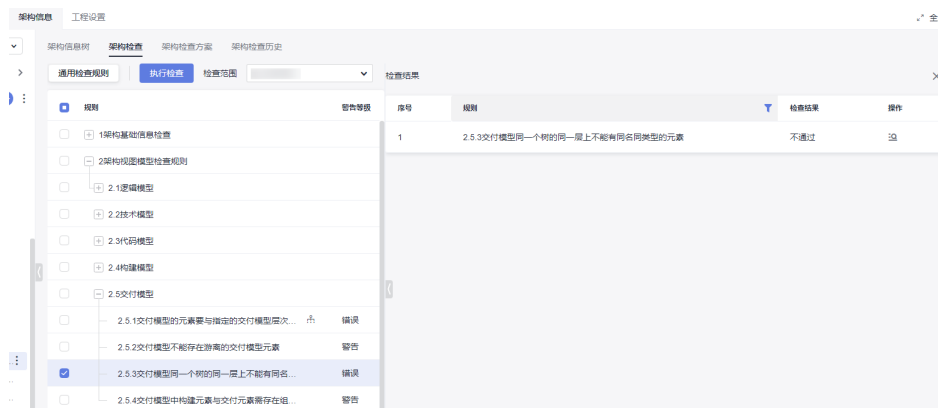 架构信息 工程设置
全
架构信息树 架构检查 架构检查方案 架构检查历史
通用检查规则 执行检查 检查范围
检查结果
规则 警告等级
序号 规则 检查结果 操作
1架构基础信息检查
1 2.5.3交付模型同一个树的同一层上不能有同名同类型的元素 不通过
2架构视图模型检查规则
2.1逻辑模型
2.2技术模型
2.3代码模型
2.4构建模型
2.5交付模型
2.5.1交付模型的元素要与指定的交付模型层次... 错误
2.5.2交付模型不能存在游离的交付模型元素 警告
2.5.3交付模型同一个树的同一层上不能有同名... 错误
2.5.4交付模型中构建元素与交付元素需存在组... 警告